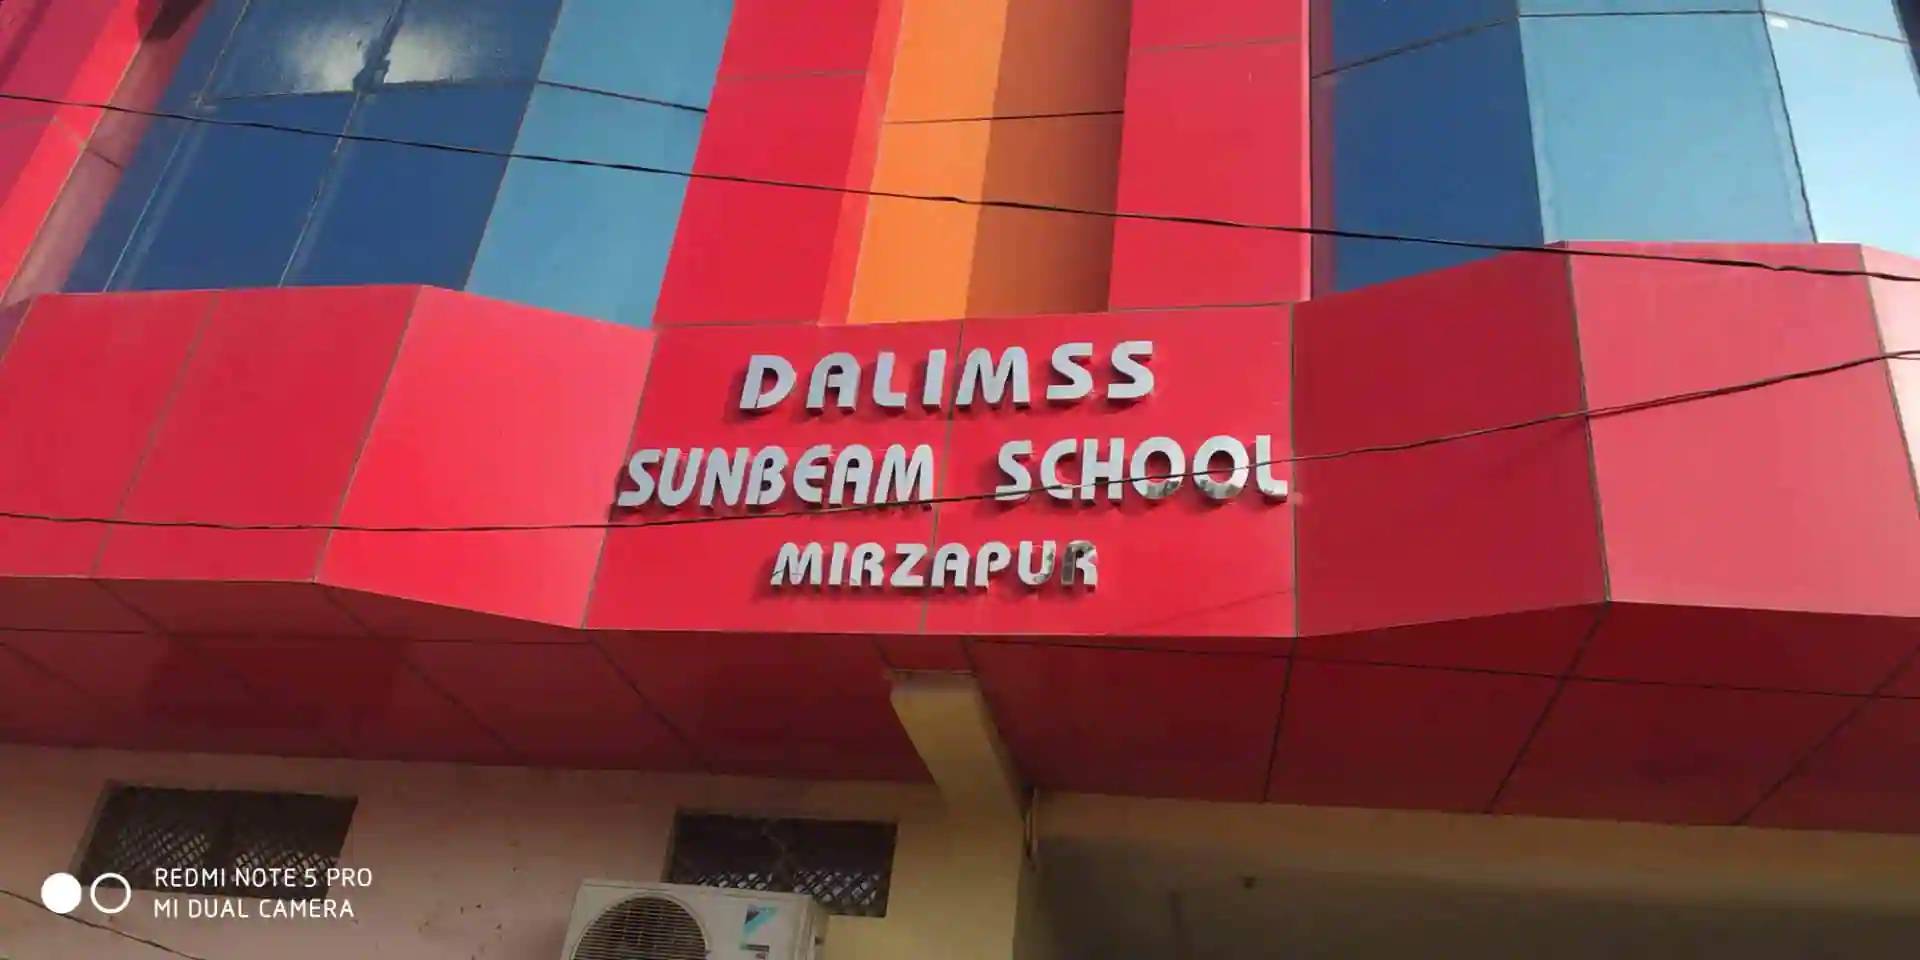 DALIMSS
SUNBEAM SCHOOL
MIRZAPUR
REDMI NOTE 5 PRO
MI DUAL CAMERA